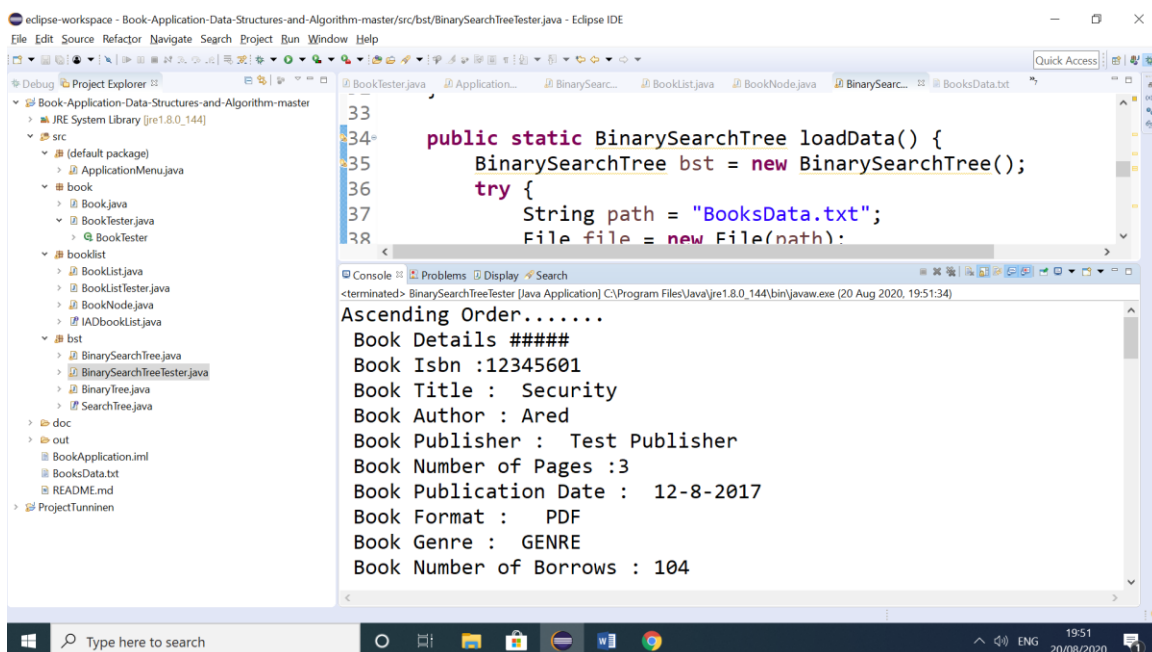 eclipse-workspace - Book-Application-Data-Structures-and-Algorithm-master/src/bst/BinarySearchTreeTester.java - Eclipse IDE
File Edit Source Refactor Navigate Search Project Run Window Help
Quick Access
Debug Project Explorer
BookTester.java Application... BinarySearc... BookList.java BookNode.java BinarySearc... BooksData.txt
Book-Application-Data-Structures-and-Algorithm-master
JRE System Library [jre1.8.0_144]
src
(default package)
ApplicationMenu.java
book
Book.java
BookTester.java
BookTester
booklist
BookList.java
BookListTester.java
BookNode.java
IADbookList.java
bst
BinarySearchTree.java
BinarySearchTreeTester.java
BinaryTree.java
SearchTree.java
doc
out
BookApplication.iml
BooksData.txt
README.md
ProjectTunninen
33
34 public static BinarySearchTree loadData() {
35 BinarySearchTree bst = new BinarySearchTree();
36 try {
37 String path = "BooksData.txt";
38 File file = new File(path);
Console Problems Display Search
<terminated> BinarySearchTreeTester [Java Application] C:\Program Files\Java\jre1.8.0_144\bin\javaw.exe (20 Aug 2020, 19:51:34)
Ascending Order.......
Book Details #####
Book Isbn :12345601
Book Title : Security
Book Author : Ared
Book Publisher : Test Publisher
Book Number of Pages :3
Book Publication Date : 12-8-2017
Book Format : PDF
Book Genre : GENRE
Book Number of Borrows : 104
Type here to search
ENG
19:51
20/08/2020